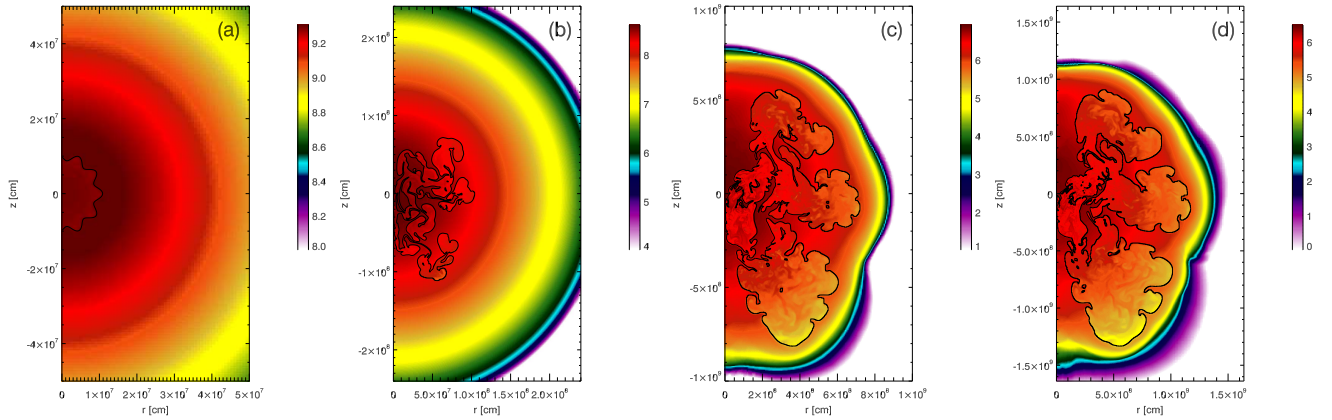 (a)
4×10⁷
2×10⁷
0
-2×10⁷
-4×10⁷
z [cm]
0 1×10⁷ 2×10⁷ 3×10⁷ 4×10⁷ 5×10⁷
r [cm]
9.2
9.0
8.8
8.6
8.4
8.2
8.0
(b)
2×10⁸
1×10⁸
0
-1×10⁸
-2×10⁸
z [cm]
0 5.0×10⁷ 1.0×10⁸ 1.5×10⁸ 2.0×10⁸
r [cm]
8
7
6
5
4
(c)
1×10⁹
5×10⁸
0
-5×10⁸
-1×10⁹
z [cm]
0 2×10⁸ 4×10⁸ 6×10⁸ 8×10⁸ 1×10⁹
r [cm]
6
5
4
3
2
1
(d)
1.5×10⁹
1.0×10⁹
5.0×10⁸
0
-5.0×10⁸
-1.0×10⁹
-1.5×10⁹
z [cm]
0 5.0×10⁸ 1.0×10⁹ 1.5×10⁹
r [cm]
6
5
4
3
2
1
0